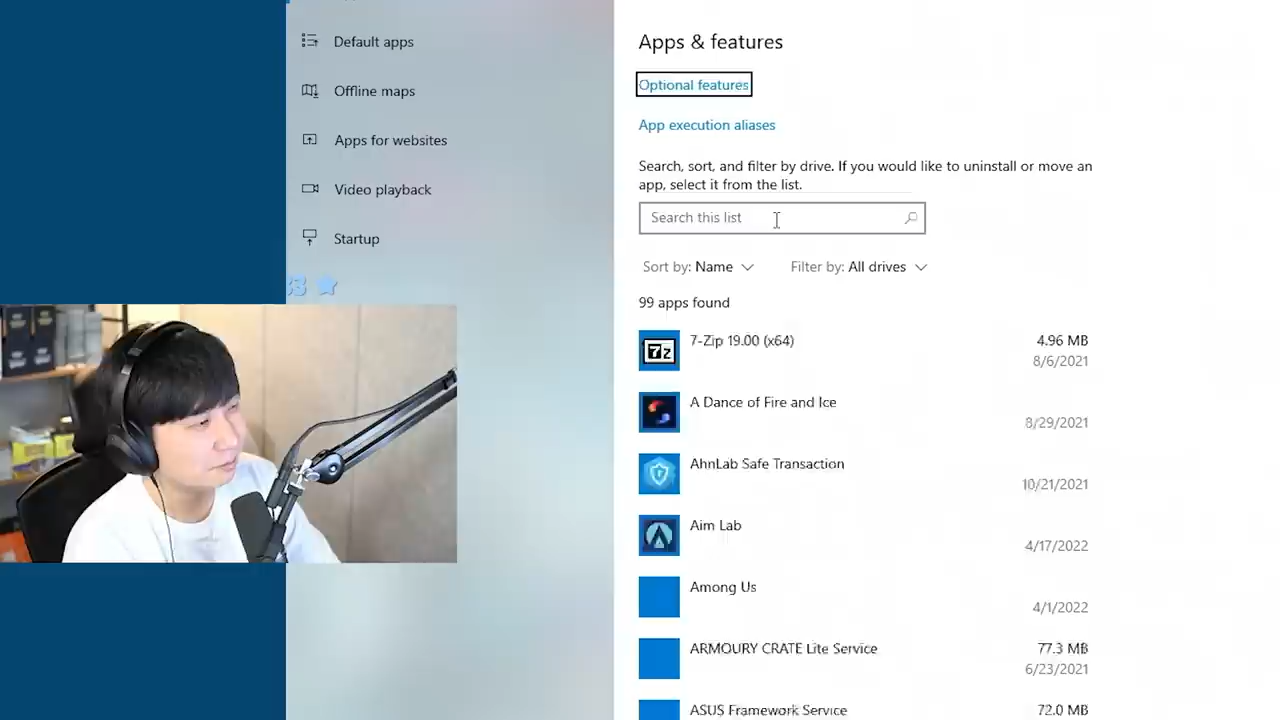 Default apps
Offline maps
Apps for websites
Video playback
Startup
Apps & features
Optional features
App execution aliases
Search, sort, and filter by drive. If you would like to uninstall or move an
app, select it from the list.
Search this list
Sort by: Name
Filter by: All drives
99 apps found
7-Zip 19.00 (x64)
4.96 MB
8/6/2021
A Dance of Fire and Ice
8/29/2021
AhnLab Safe Transaction
10/21/2021
Aim Lab
4/17/2022
Among Us
4/1/2022
ARMOURY CRATE Lite Service
77.3 MB
6/23/2021
ASUS Framework Service
72.0 MB